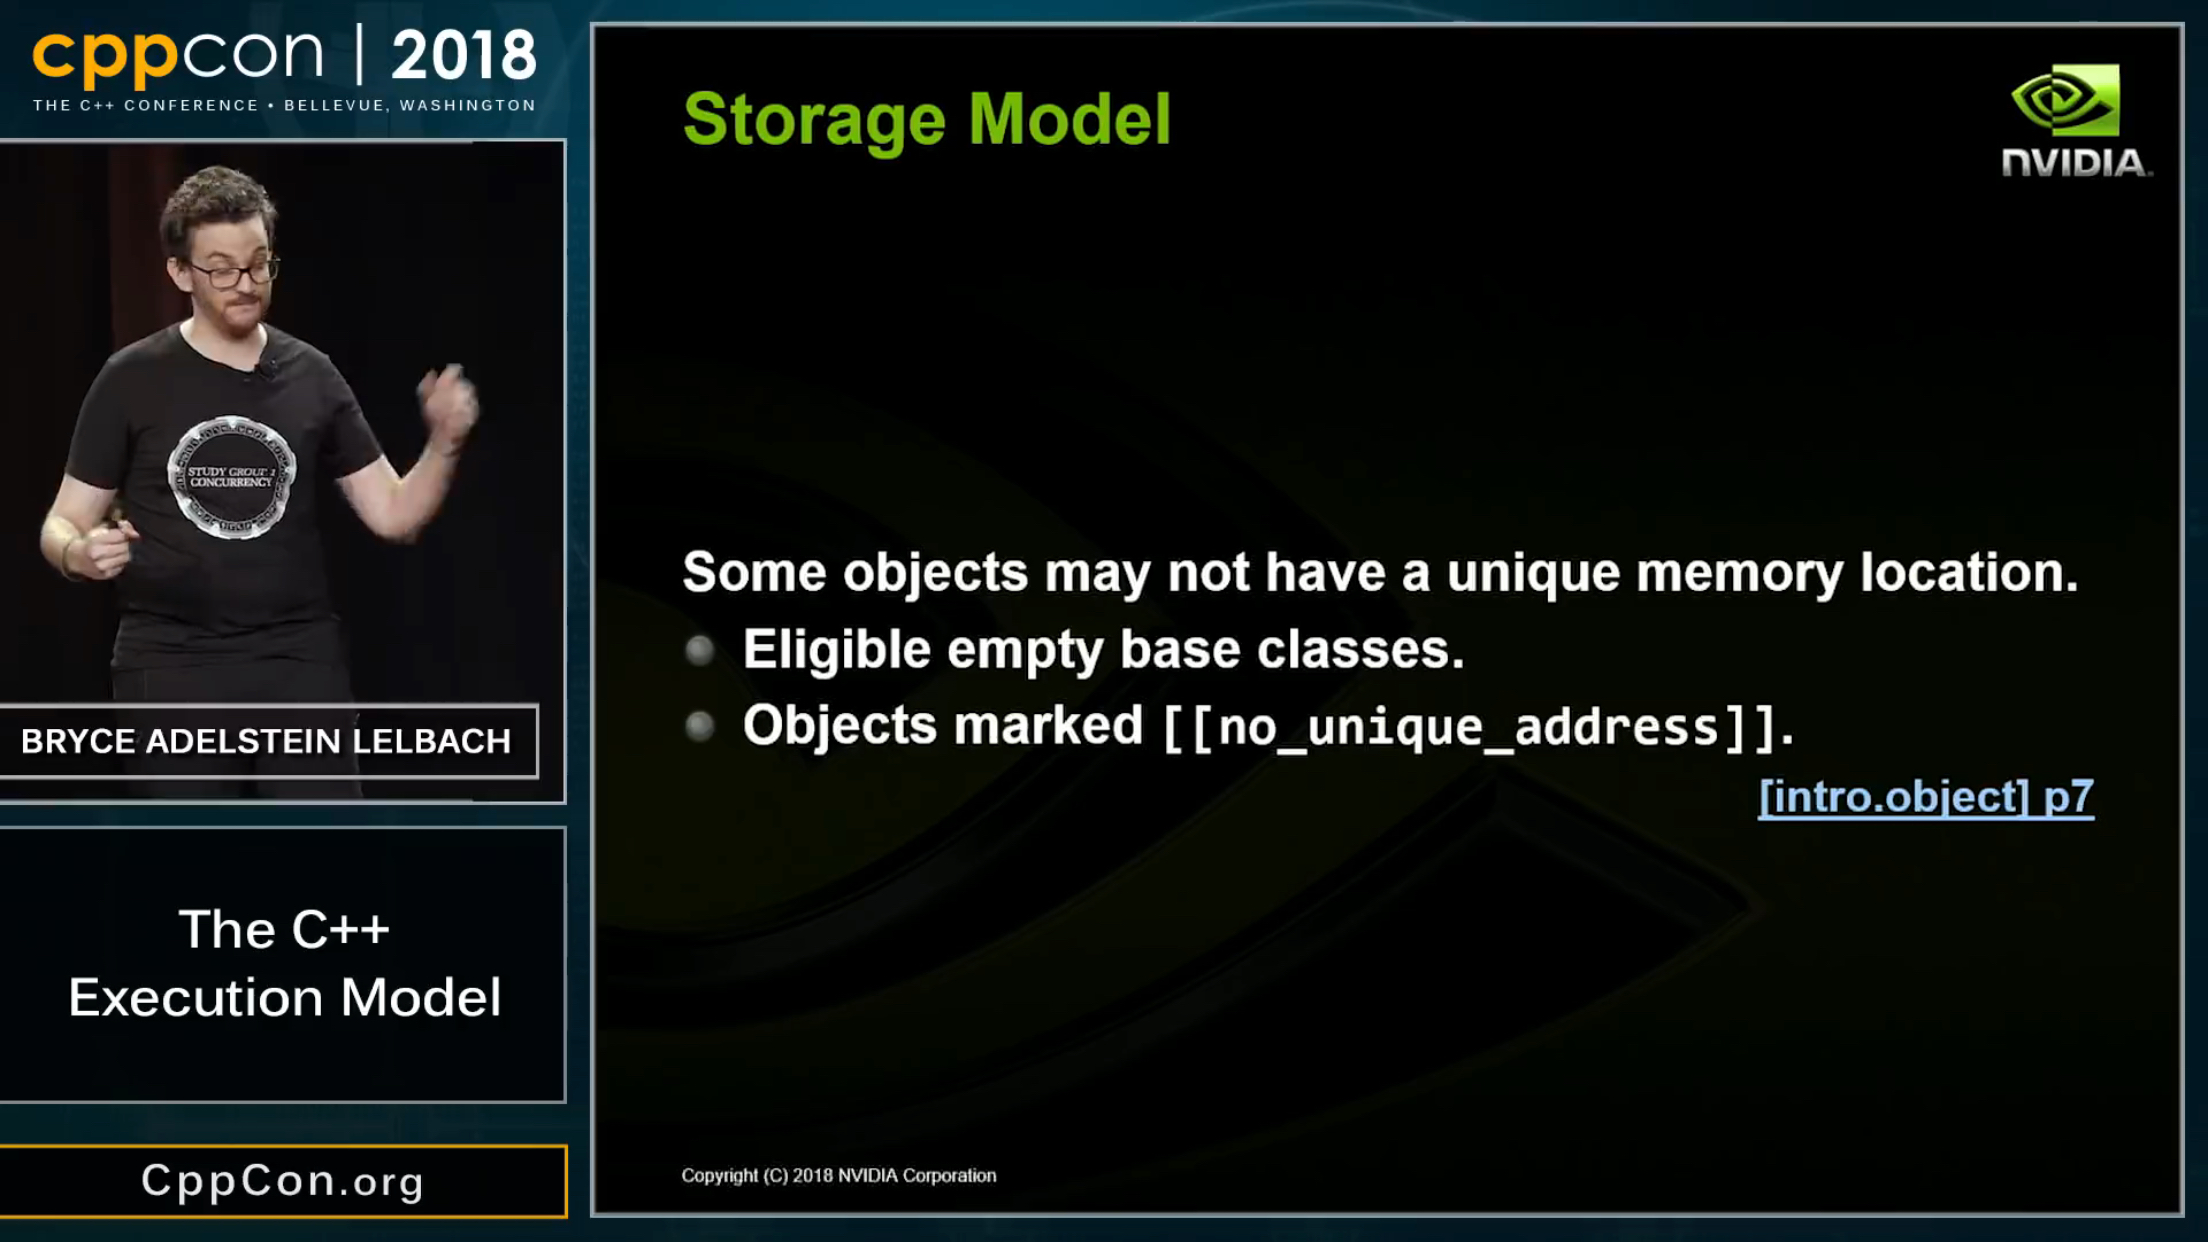 cppcon | 2018
THE C++ CONFERENCE • BELLEVUE, WASHINGTON
STUDY GROUP 1
CONCURRENCY
BRYCE ADELSTEIN LELBACH
The C++
Execution Model
CppCon.org
Storage Model
NVIDIA.
Some objects may not have a unique memory location.
Eligible empty base classes.
Objects marked [[no_unique_address]].
[intro.object] p7
Copyright (C) 2018 NVIDIA Corporation